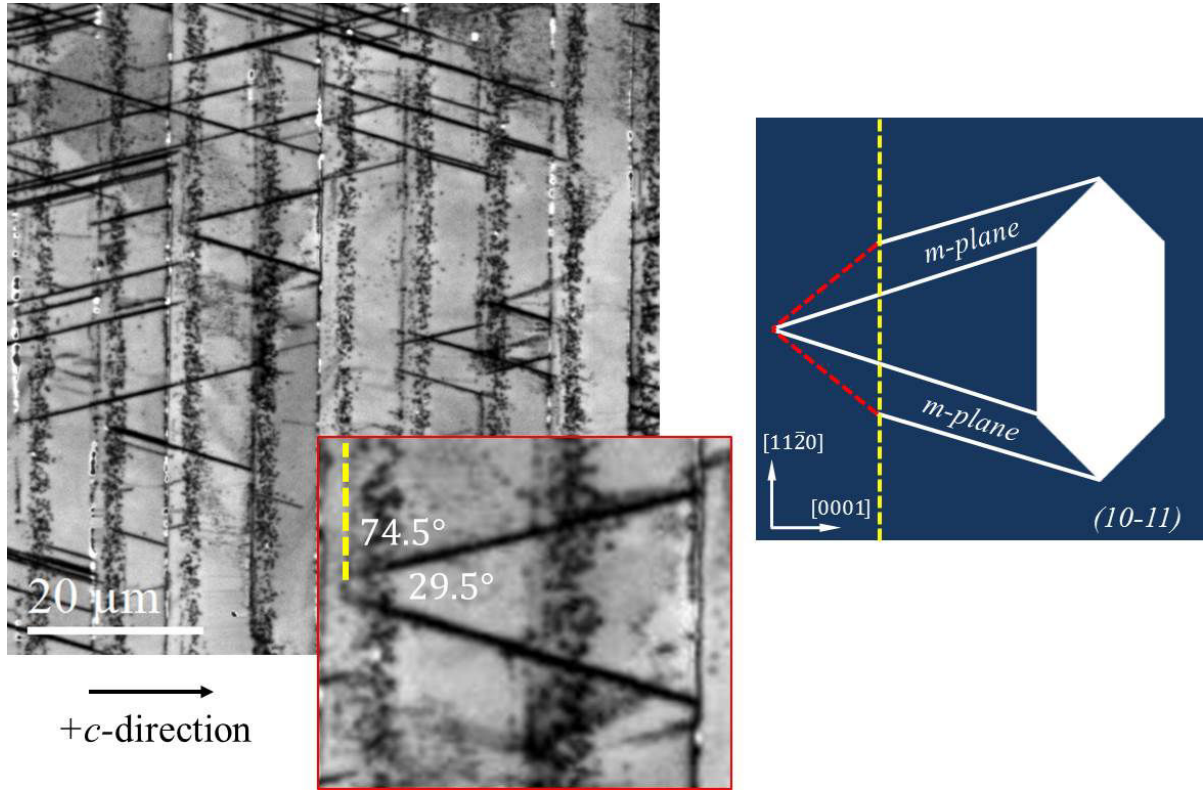 74.5°
29.5°
20 µm
+c-direction
m-plane
m-plane
[112̄0]
[0001]
(10-11)